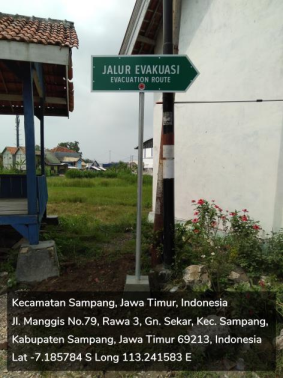 JALUR EVAKUASI
EVACUATION ROUTE
Kecamatan Sampang, Jawa Timur, Indonesia
Jl. Manggis No.79, Rawa 3, Gn. Sekar, Kec. Sampang,
Kabupaten Sampang, Jawa Timur 69213, Indonesia
Lat -7.185784 S Long 113.241583 E